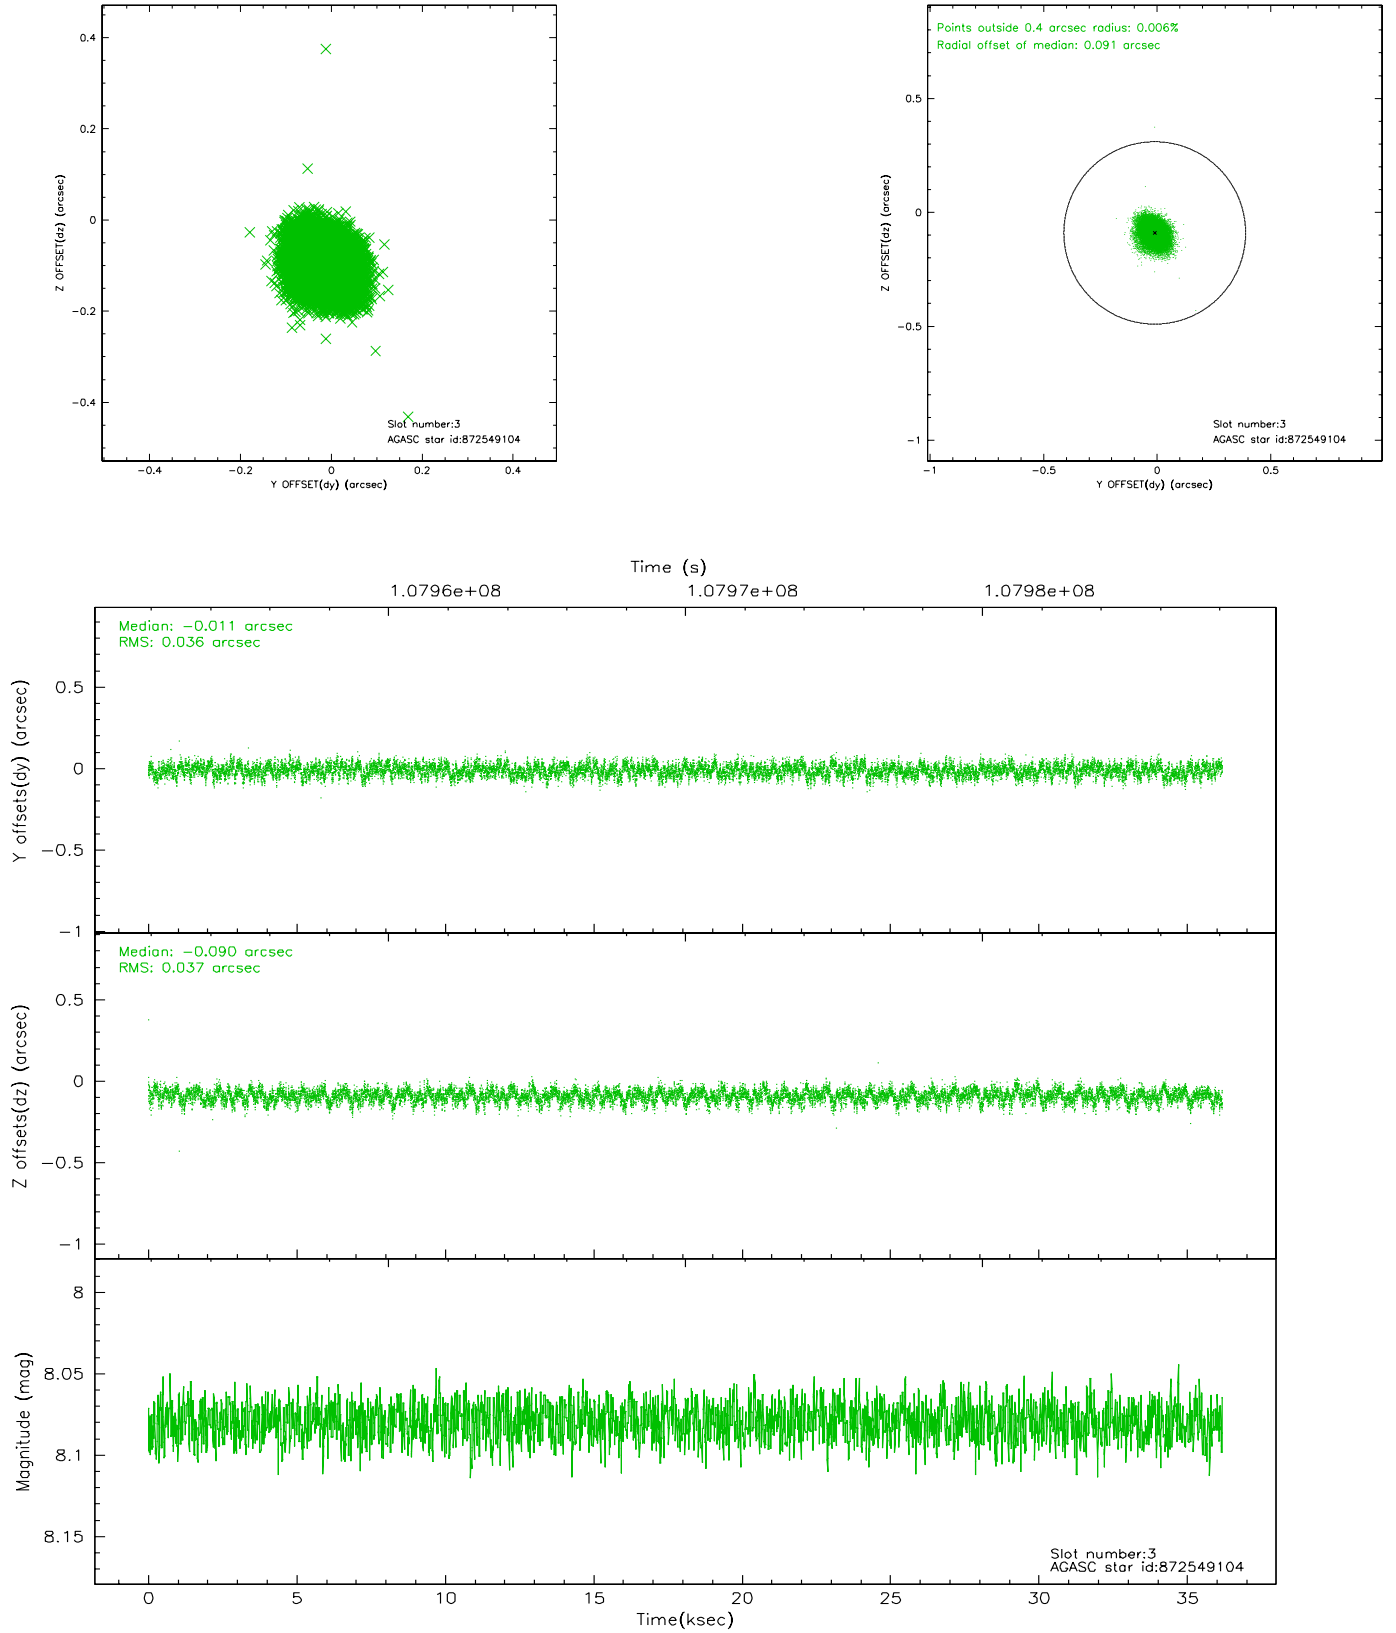 0.4
0.2
0
−0.2
−0.4
Z OFFSET(dz) (arcsec)
Slot number:3
AGASC star id:872549104
−0.4
−0.2
0
0.2
0.4
Y OFFSET(dy) (arcsec)
Points outside 0.4 arcsec radius: 0.006%
Radial offset of median: 0.091 arcsec
0.5
0
−0.5
−1
Z OFFSET(dz) (arcsec)
Slot number:3
AGASC star id:872549104
−1
−0.5
0
0.5
Y OFFSET(dy) (arcsec)
Time (s)
1.0796e+08
1.0797e+08
1.0798e+08
Median: −0.011 arcsec
RMS: 0.036 arcsec
0.5
0
−0.5
−1
Y offsets(dy) (arcsec)
Median: −0.090 arcsec
RMS: 0.037 arcsec
0.5
0
−0.5
−1
Z offsets(dz) (arcsec)
8
8.05
8.1
8.15
Magnitude (mag)
Slot number:3
AGASC star id:872549104
0
5
10
15
20
25
30
35
Time(ksec)